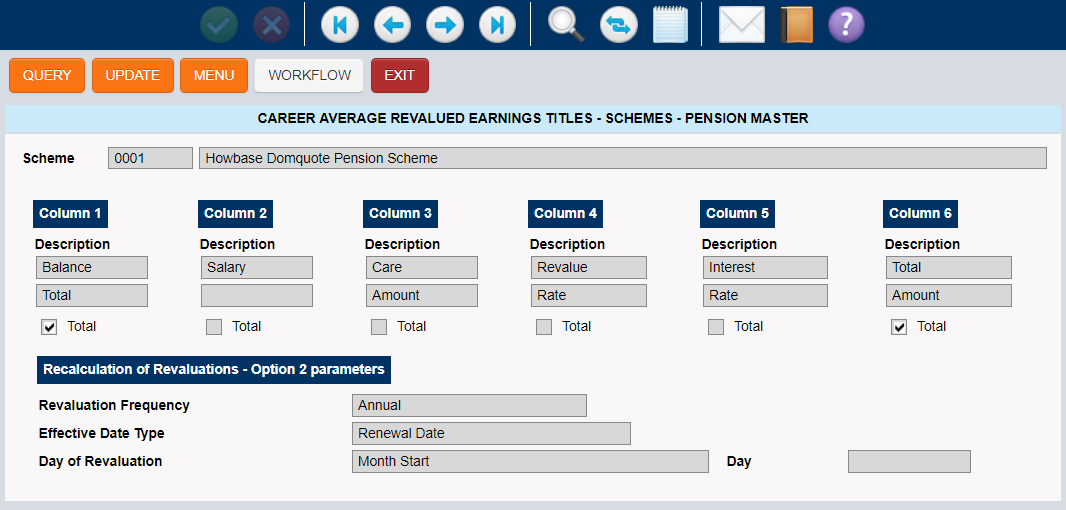 QUERY UPDATE MENU WORKFLOW EXIT
CAREER AVERAGE REVALUED EARNINGS TITLES - SCHEMES - PENSION MASTER
Scheme 0001 Howbase Domquote Pension Scheme
Column 1 Column 2 Column 3 Column 4 Column 5 Column 6
Description Description Description Description Description Description
Balance Salary Care Revalue Interest Total
Total Amount Rate Rate Amount
Total Total Total Total Total Total
Recalculation of Revaluations - Option 2 parameters
Revaluation Frequency Annual
Effective Date Type Renewal Date
Day of Revaluation Month Start Day